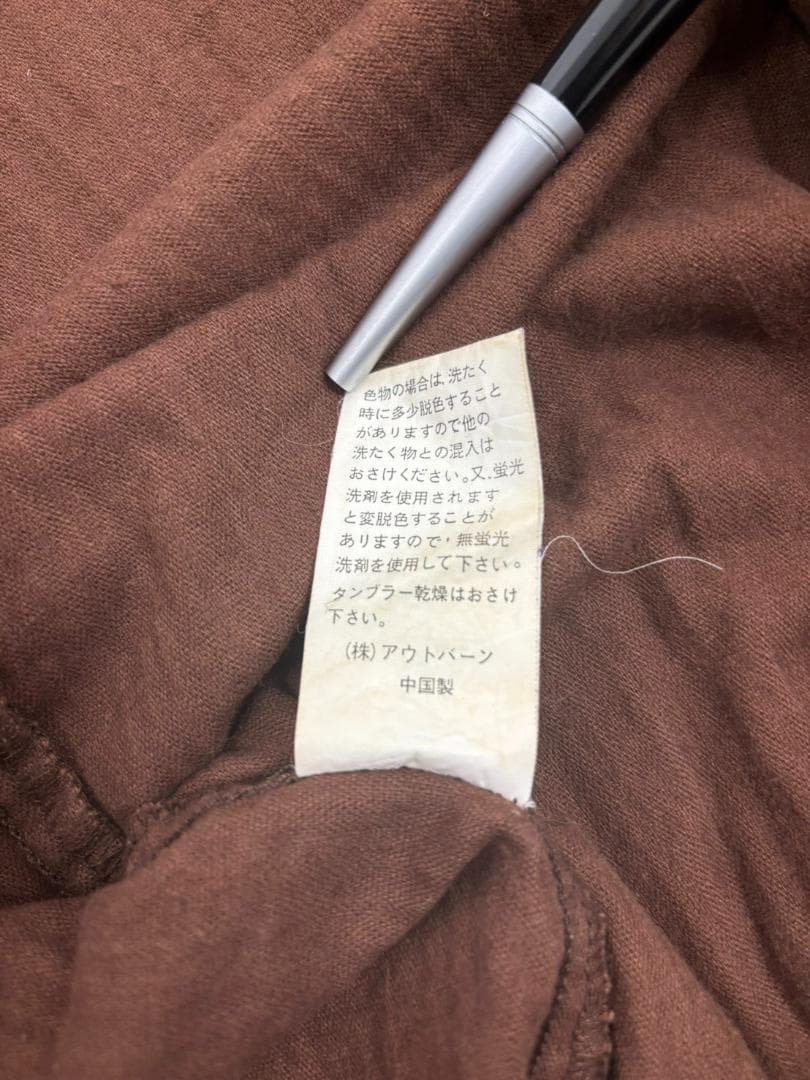 色物の場合は、洗たく
時に多少脱色すること
がありますので他の
洗たく物との混入は
おさけください。又、蛍光
洗剤を使用されます
と変脱色することが
ありますので・無蛍光
洗剤を使用して下さい。
タンブラー乾燥はおさけ
下さい。
(株)アウトバーン
中国製